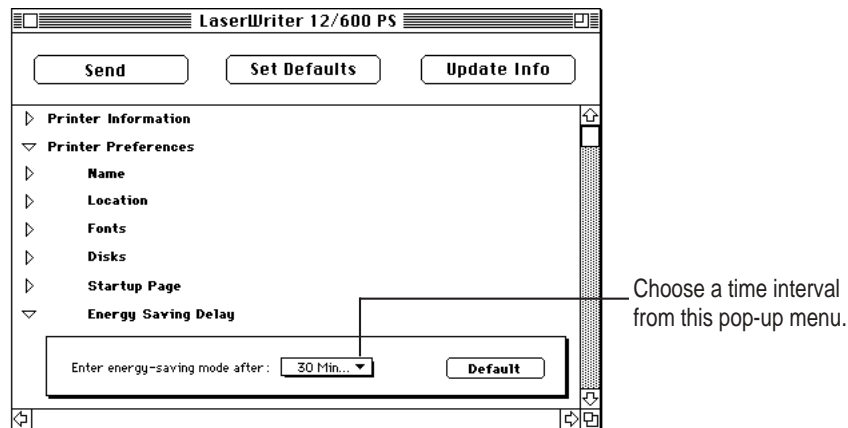 LaserWriter 12/600 PS
Send
Set Defaults
Update Info
Printer Information
Printer Preferences
Name
Location
Fonts
Disks
Startup Page
Energy Saving Delay
Enter energy-saving mode after:
30 Min...
Default
Choose a time interval
from this pop-up menu.